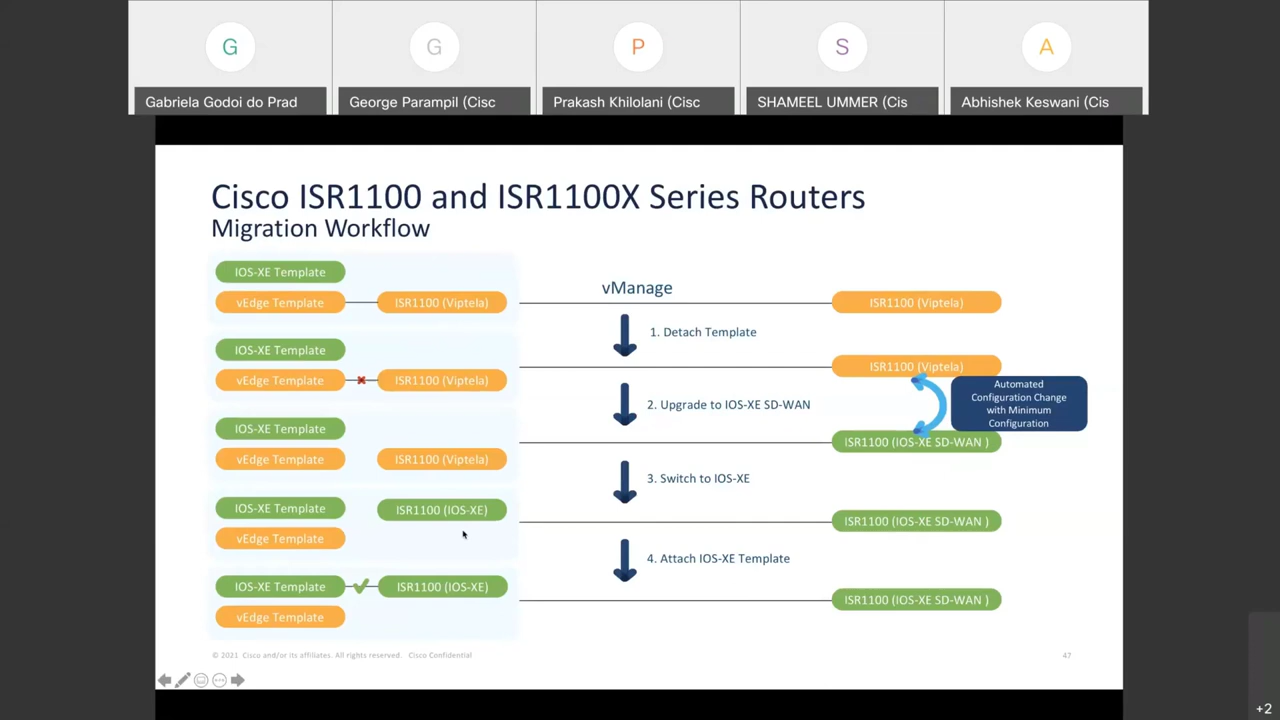 G
G
P
S
A
Gabriela Godoi do Prad
George Parampil (Cisc
Prakash Khilolani (Cisc
SHAMEEL UMMER (Cis
Abhishek Keswani (Cis
Cisco ISR1100 and ISR1100X Series Routers
Migration Workflow
IOS-XE Template
vEdge Template
ISR1100 (Viptela)
vManage
ISR1100 (Viptela)
1. Detach Template
IOS-XE Template
vEdge Template
ISR1100 (Viptela)
ISR1100 (Viptela)
Automated
Configuration Change
with Minimum
Configuration
2. Upgrade to IOS-XE SD-WAN
IOS-XE Template
vEdge Template
ISR1100 (Viptela)
ISR1100 (IOS-XE SD-WAN )
3. Switch to IOS-XE
IOS-XE Template
vEdge Template
ISR1100 (IOS-XE)
ISR1100 (IOS-XE SD-WAN )
4. Attach IOS-XE Template
IOS-XE Template
vEdge Template
ISR1100 (IOS-XE)
ISR1100 (IOS-XE SD-WAN )
© 2021 Cisco and/or its affiliates. All rights reserved. Cisco Confidential
47
+2